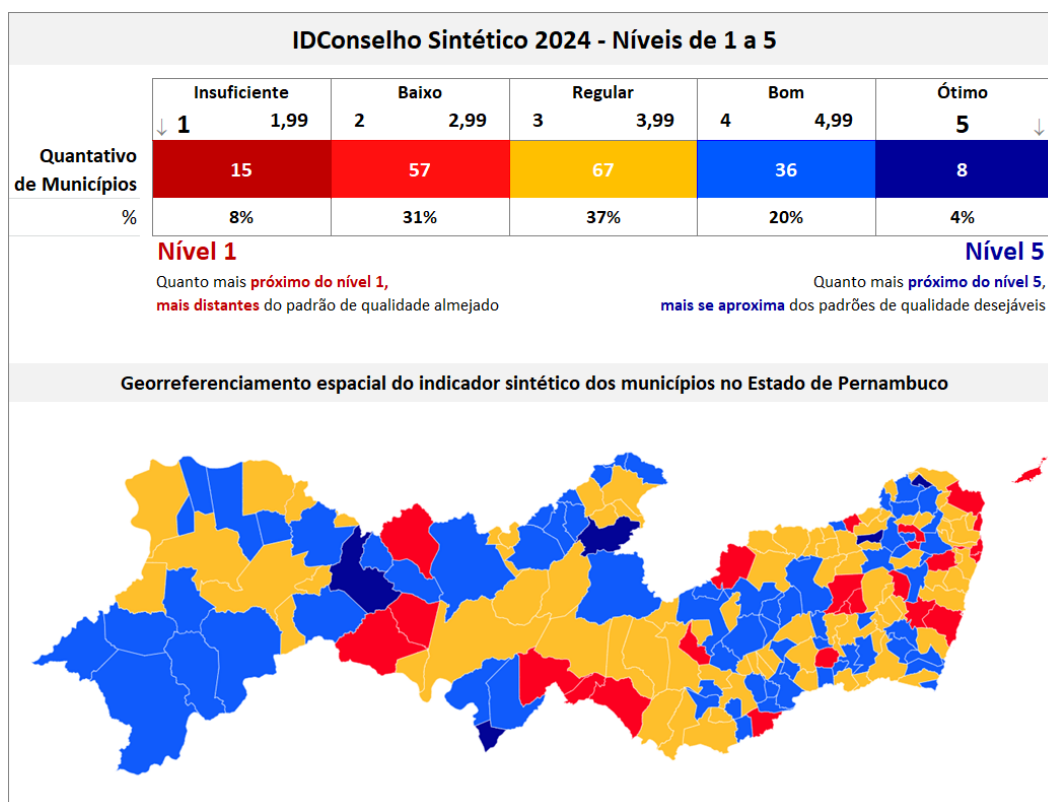 IDConselho Sintético 2024 - Níveis de 1 a 5
Insuficiente Baixo Regular Bom Ótimo
↓ 1 1,99 2 2,99 3 3,99 4 4,99 5 ↓
Quantativo
de Municípios
15 57 67 36 8
% 8% 31% 37% 20% 4%
Nível 1 Nível 5
Quanto mais próximo do nível 1, Quanto mais próximo do nível 5,
mais distantes do padrão de qualidade almejado mais se aproxima dos padrões de qualidade desejáveis
Georreferenciamento espacial do indicador sintético dos municípios no Estado de Pernambuco